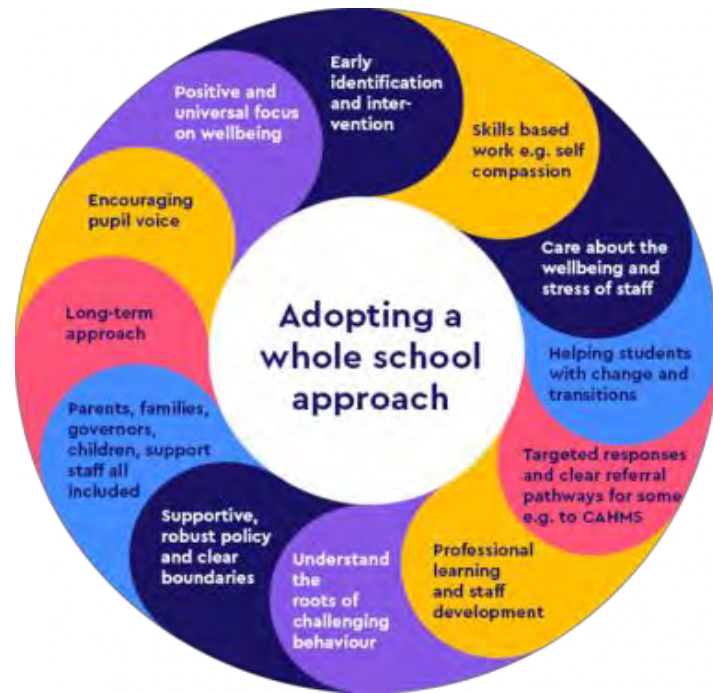 Adopting a
whole school
approach
Early
identification
and inter-
vention
Skills based
work e.g. self
compassion
Care about the
wellbeing and
stress of staff
Helping students
with change and
transitions
Targeted responses
and clear referral
pathways for some
e.g. to CAHMS
Professional
learning
and staff
development
Understand
the
roots of
challenging
behaviour
Supportive,
robust policy
and clear
boundaries
Parents, families,
governors,
children, support
staff all
included
Long-term
approach
Encouraging
pupil voice
Positive and
universal focus
on wellbeing